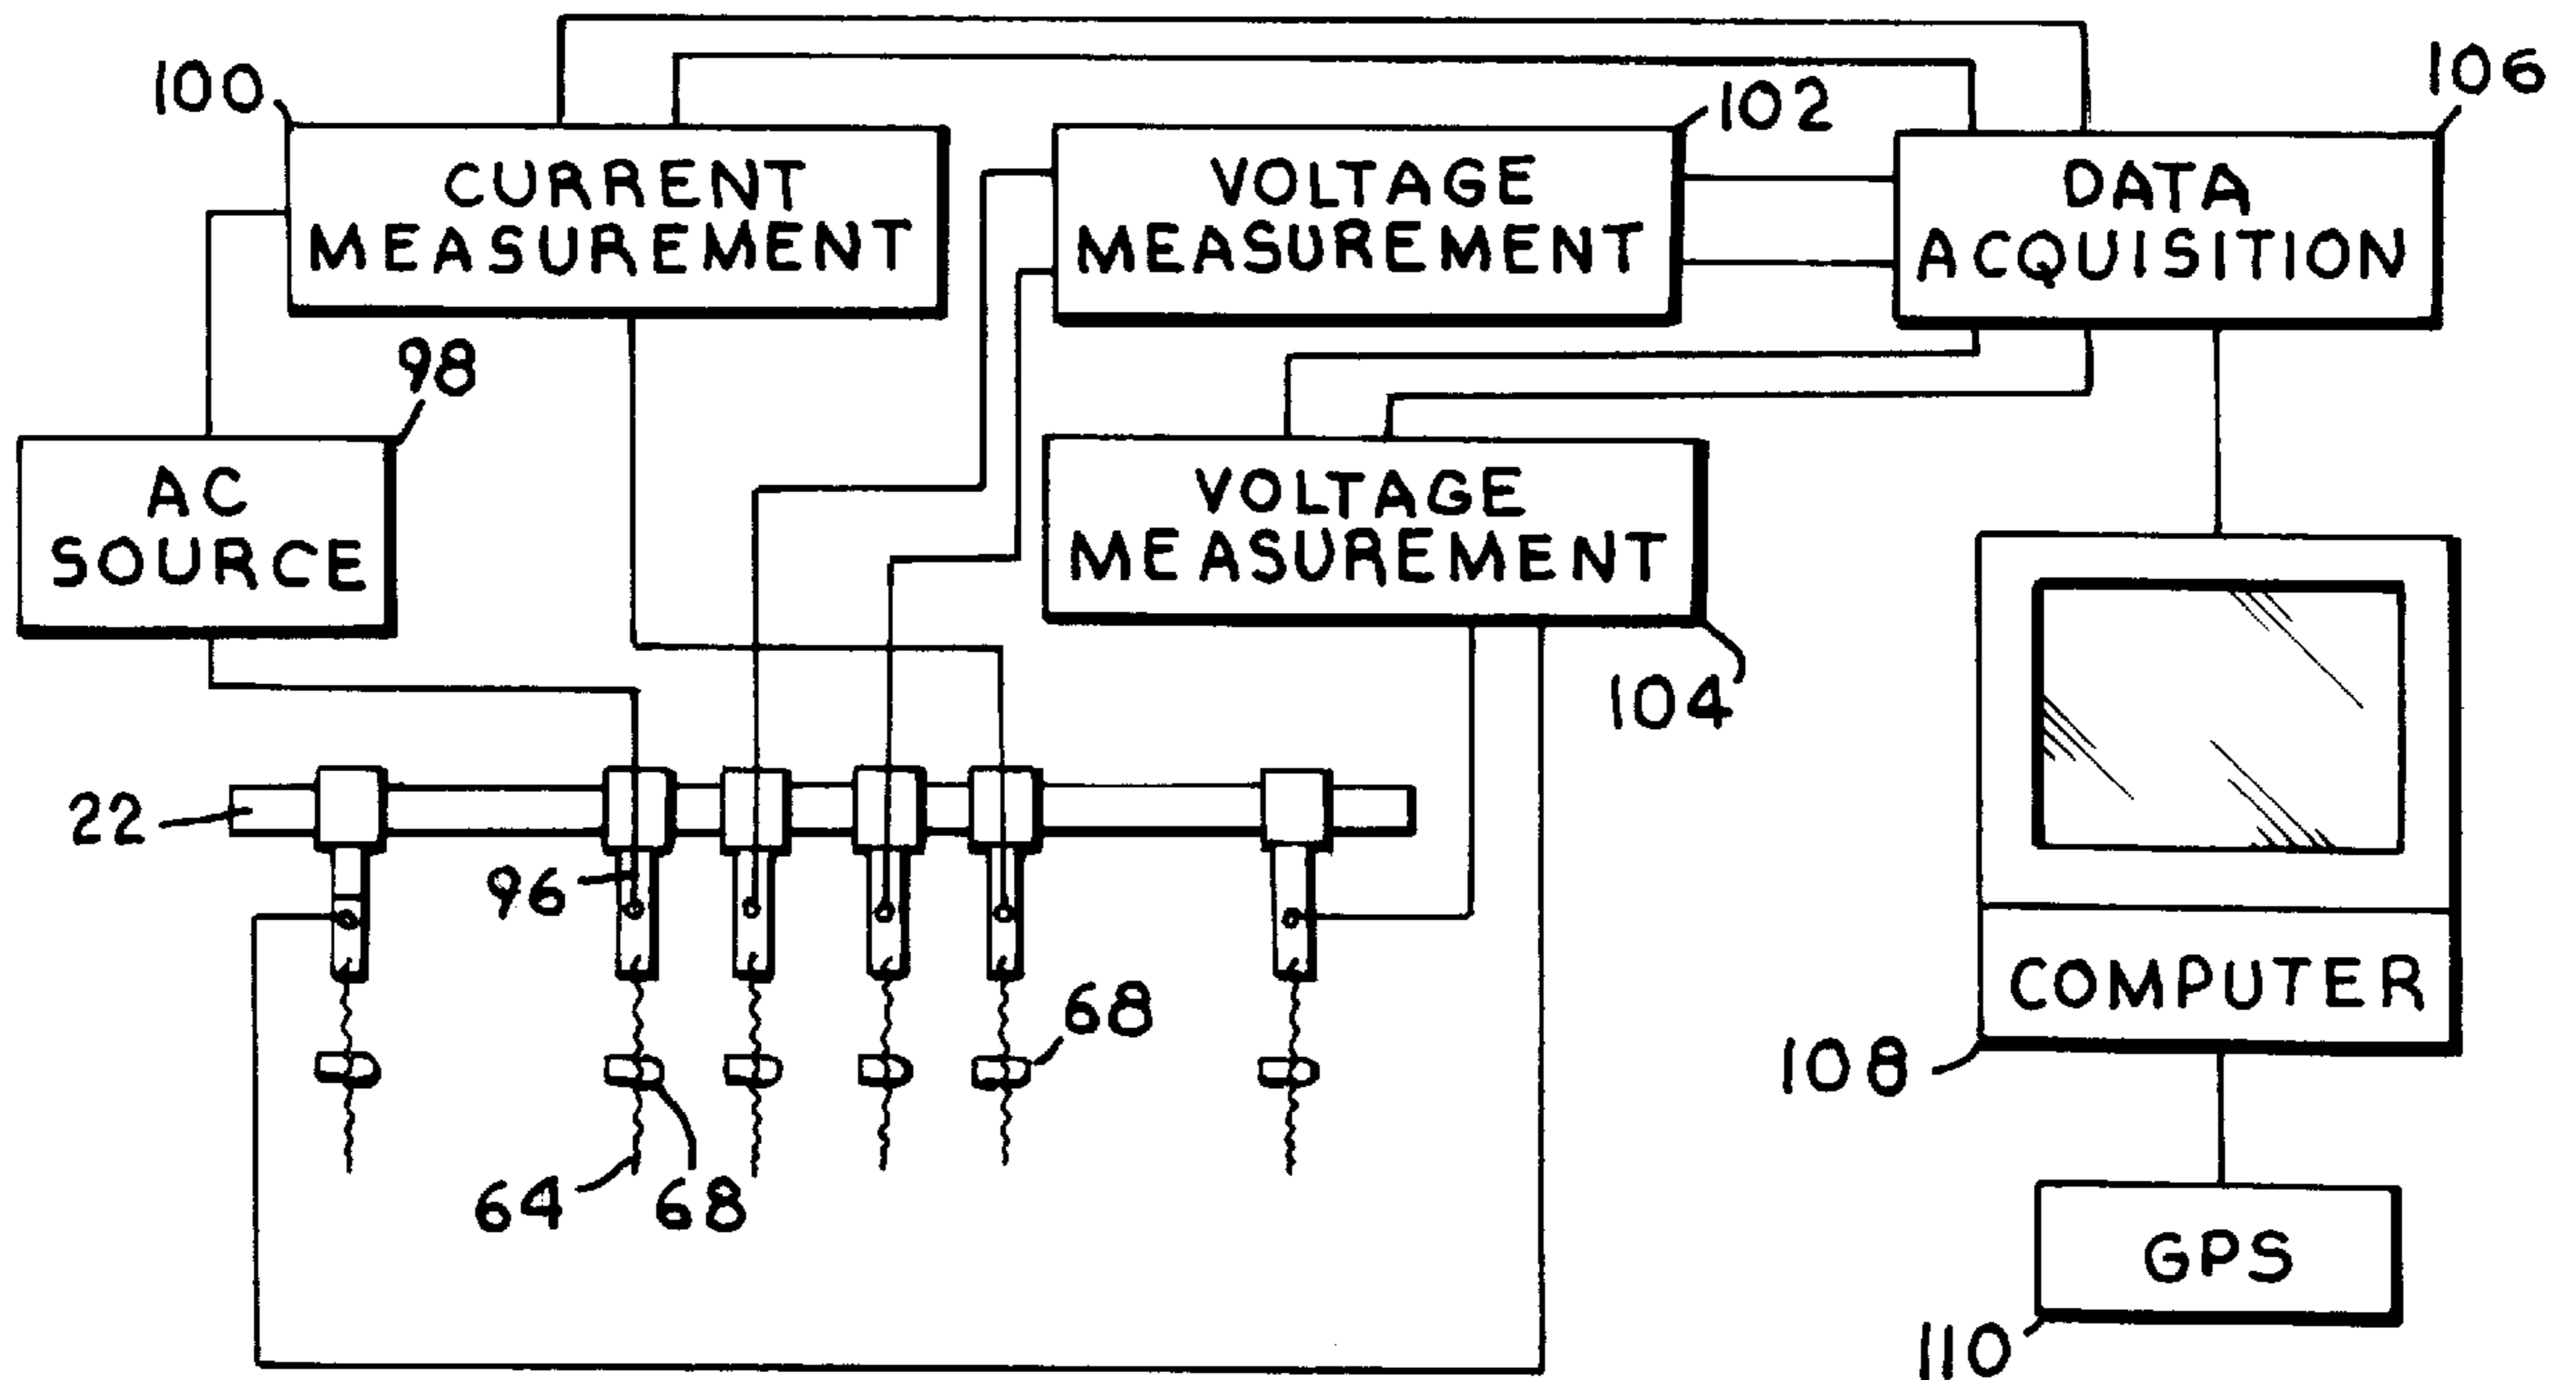 100
102
106
CURRENT
MEASUREMENT
VOLTAGE
MEASUREMENT
DATA
ACQUISITION
98
AC
SOURCE
VOLTAGE
MEASUREMENT
104
22
96
68
COMPUTER
108
64
68
GPS
110